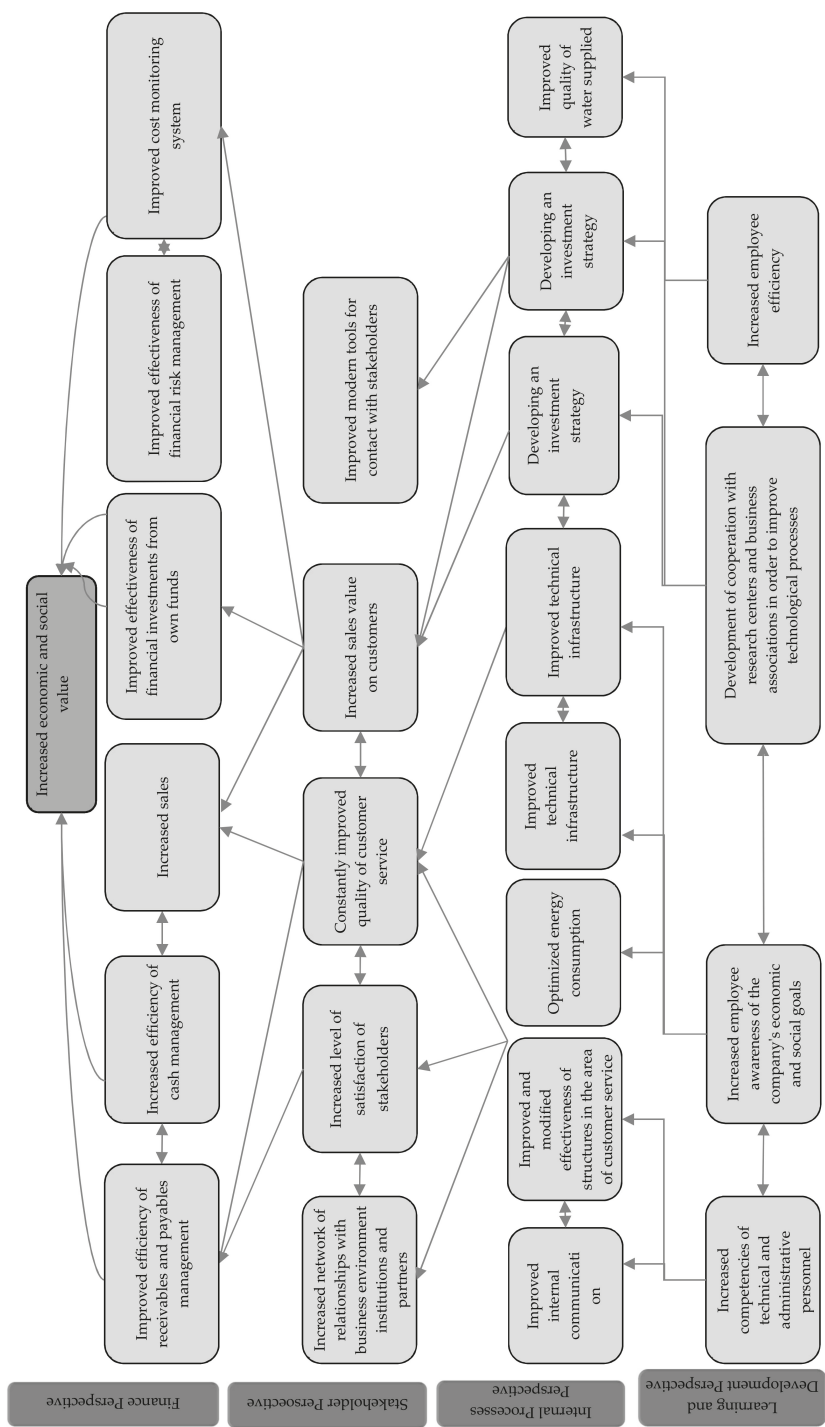 Increased economic and social
value
Finance Perspective
Improved efficiency of
receivables and payables
management
Increased efficiency of
cash management
Increased sales
Improved effectiveness of
financial investments from
own funds
Improved effectiveness of
financial risk management
Improved cost monitoring
system
Stakeholder Persoective
Increased network of
relationships with
business environment
institutions and
partners
Increased level of
satisfaction of
stakeholders
Constantly improved
quality of customer
service
Increased sales value
on customers
Improved modern tools for
contact with stakeholders
Internal Processes
Perspective
Improved
internal
communicati
on
Improved and
modified
effectiveness of
structures in the area
of customer service
Optimized energy
consumption
Improved
technical
infrastructure
Improved technical
infrastructure
Developing an
investment
strategy
Developing an
investment
strategy
Improved
quality of
water supplied
Learning and
Development Perspective
Increased
competencies of
technical and
administrative
personnel
Increased employee
awareness of the
company's economic
and social goals
Development of cooperation with
research centers and business
associations in order to improve
technological processes
Increased employee
efficiency